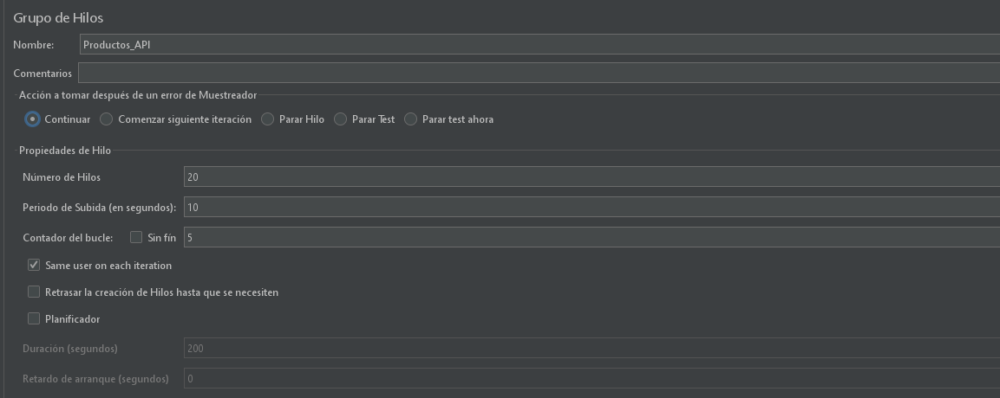 Grupo de Hilos
Nombre: Productos_API
Comentarios
Acción a tomar después de un error de Muestreador
Continuar Comenzar siguiente iteración Parar Hilo Parar Test Parar test ahora
Propiedades de Hilo
Número de Hilos 20
Periodo de Subida (en segundos): 10
Contador del bucle: Sin fín 5
Same user on each iteration
Retrasar la creación de Hilos hasta que se necesiten
Planificador
Duración (segundos) 200
Retardo de arranque (segundos) 0